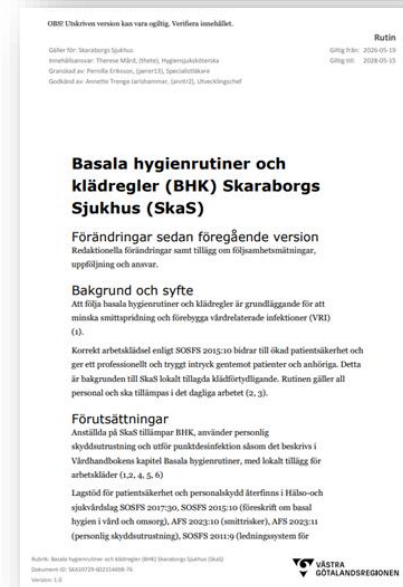 OBS! Utskriven version kan vara ogiltig. Verifiera innehållet.
Rutin
Gäller för: Skaraborgs Sjukhus
Innehållsansvar: Therese Mård, (thete), Hygiensjuksköterska
Granskad av: Pernilla Eriksson, (perer13), Specialistläkare
Godkänd av: Annette Trenge Jarlshammar, (anntr2), Utvecklingschef
Giltig från: 2026-05-19
Giltig till: 2028-05-15
Basala hygienrutiner och
klädregler (BHK) Skaraborgs
Sjukhus (SkaS)
Förändringar sedan föregående version
Redaktionella förändringar samt tillägg om följsamhetsmätningar,
uppföljning och ansvar.
Bakgrund och syfte
Att följa basala hygienrutiner och klädregler är grundläggande för att
minska smittspridning och förebygga vårdrelaterade infektioner (VRI)
(1).
Korrekt arbetsklädsel enligt SOSFS 2015:10 bidrar till ökad patientsäkerhet och
ger ett professionellt och tryggt intryck gentemot patienter och anhöriga. Detta
är bakgrunden till SkaS lokalt tillagda klädförtydligande. Rutinen gäller all
personal och ska tillämpas i det dagliga arbetet (2, 3).
Förutsättningar
Anställda på SkaS tillämpar BHK, använder personlig
skyddsutrustning och utför punktdesinfektion såsom det beskrivs i
Vårdhandbokens kapitel Basala hygienrutiner, med lokalt tillägg för
arbetskläder (1,2, 4, 5, 6)
Lagstöd för patientsäkerhet och personalskydd återfinns i Hälso-och
sjukvårdslag SOSFS 2017:30, SOSFS 2015:10 (föreskrift om basal
hygien i vård och omsorg), AFS 2023:10 (smittrisker), AFS 2023:11
(personlig skyddsutrustning), SOSFS 2011:9 (ledningssystem för
Rubrik: Basala hygienrutiner och klädregler (BHK) Skaraborgs Sjukhus (SkaS)
Dokument-ID: SKAS0729-602154608-76
Version: 1.0
VÄSTRA
GÖTALANDSREGIONEN